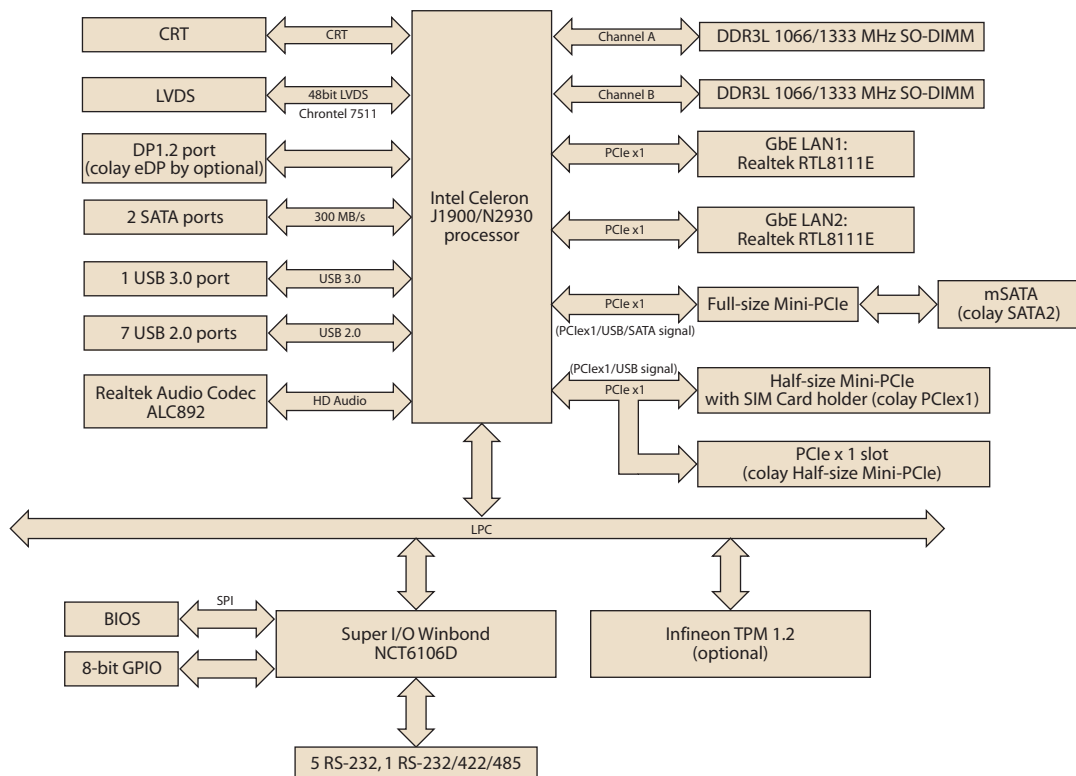 CRT
CRT
LVDS
48bit LVDS
Chrontel 7511
DP1.2 port
(colay eDP by optional)
2 SATA ports
300 MB/s
1 USB 3.0 port
USB 3.0
7 USB 2.0 ports
USB 2.0
Realtek Audio Codec
ALC892
HD Audio
Intel Celeron
J1900/N2930
processor
Channel A
DDR3L 1066/1333 MHz SO-DIMM
Channel B
DDR3L 1066/1333 MHz SO-DIMM
PCIe x1
GbE LAN1:
Realtek RTL8111E
PCIe x1
GbE LAN2:
Realtek RTL8111E
PCIe x1
(PCIex1/USB/SATA signal)
Full-size Mini-PCIe
mSATA
(colay SATA2)
(PCIex1/USB signal)
PCIe x1
Half-size Mini-PCIe
with SIM Card holder (colay PCIex1)
PCIe x 1 slot
(colay Half-size Mini-PCIe)
LPC
BIOS
SPI
8-bit GPIO
Super I/O Winbond
NCT6106D
Infineon TPM 1.2
(optional)
5 RS-232, 1 RS-232/422/485